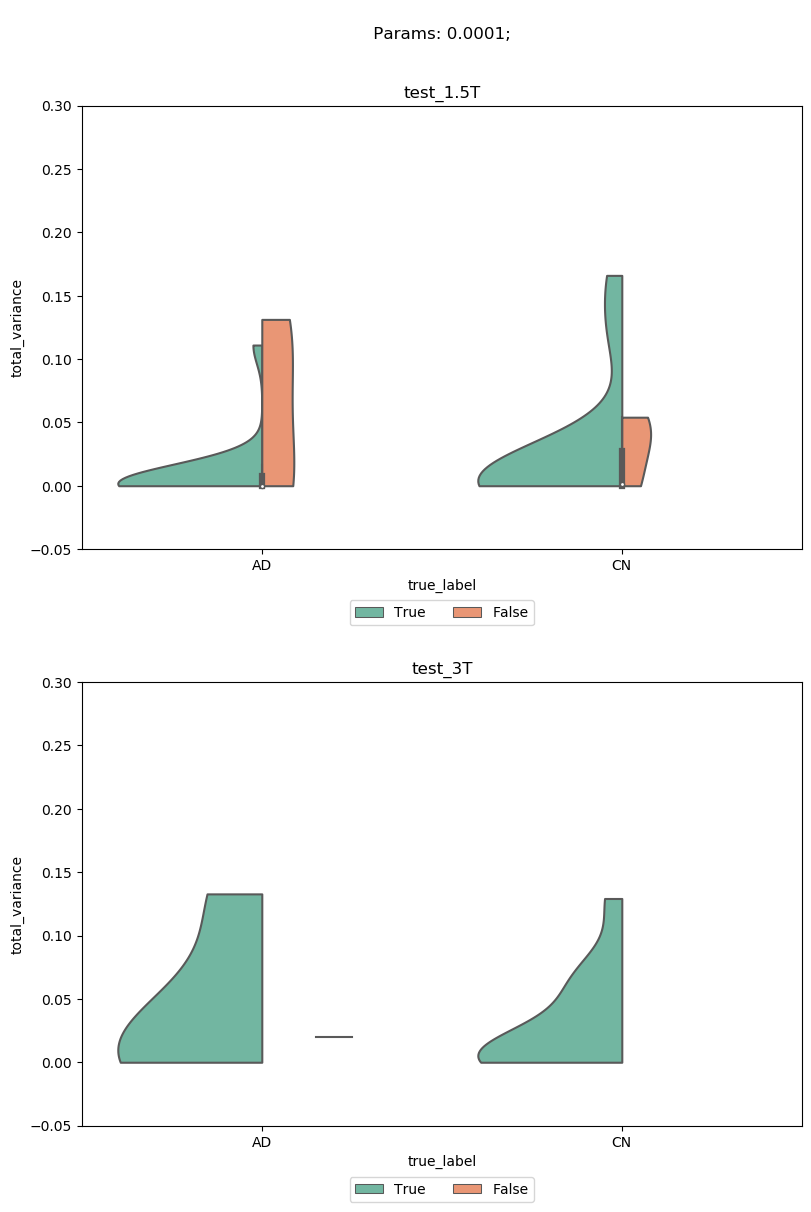 Params: 0.0001;
test_1.5T
0.30
0.25
0.20
0.15
0.10
0.05
0.00
−0.05
total_variance
AD CN
true_label
True False
test_3T
0.30
0.25
0.20
0.15
0.10
0.05
0.00
−0.05
total_variance
AD CN
true_label
True False